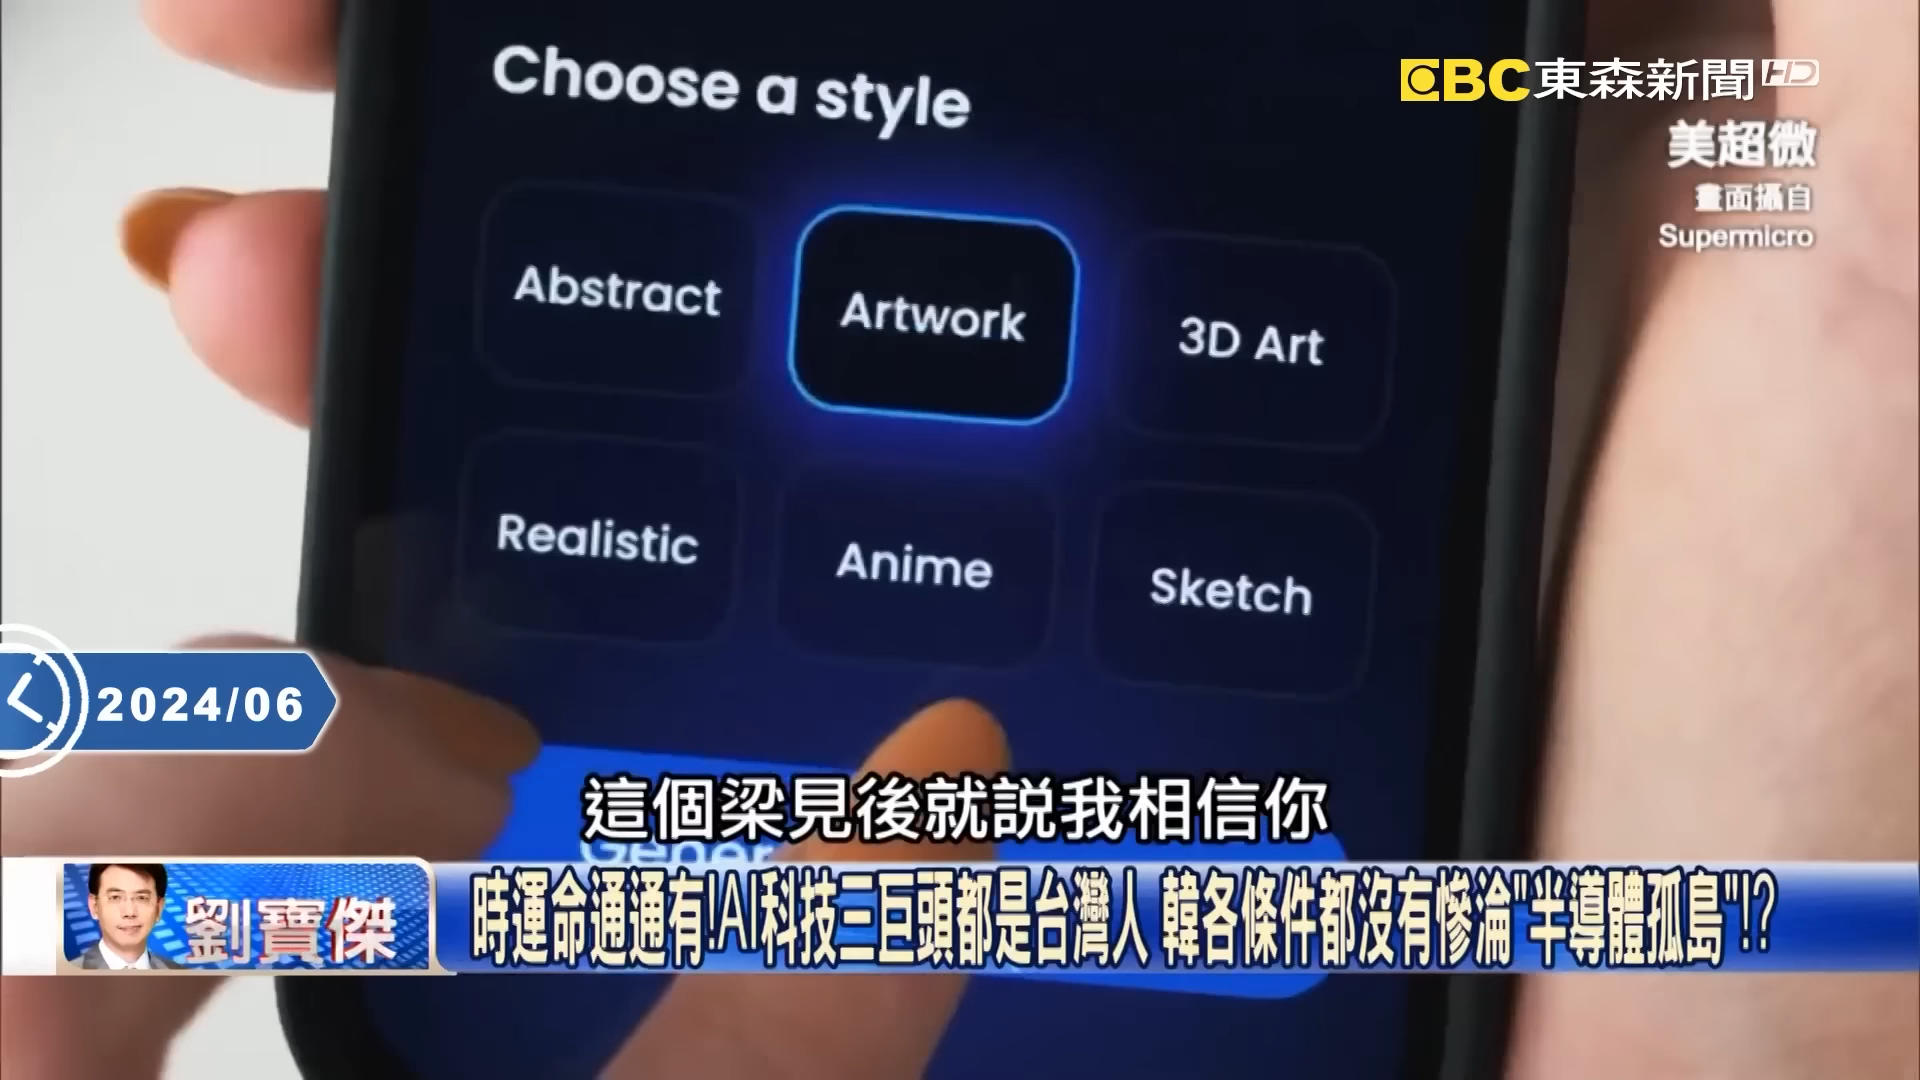 Choose a style
EBC東森新聞HD
美超微
畫面攝自
Supermicro
Abstract
Artwork
3D Art
Realistic
Anime
Sketch
2024/06
這個梁見後就説我相信你
劉寶傑
時運命通通有!AI科技三巨頭都是台灣人 韓各條件都沒有慘淪"半導體孤島"!?